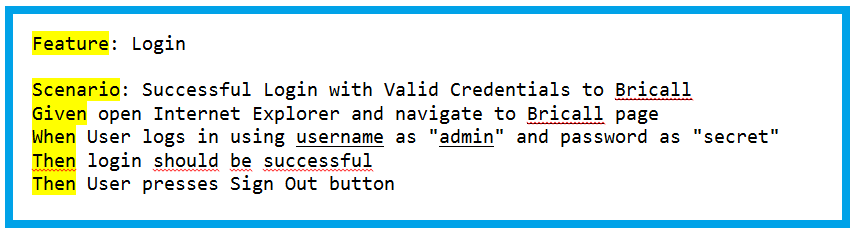 Feature: Login
Scenario: Successful Login with Valid Credentials to Bricall
Given open Internet Explorer and navigate to Bricall page
When User logs in using username as "admin" and password as "secret"
Then login should be successful
Then User presses Sign Out button